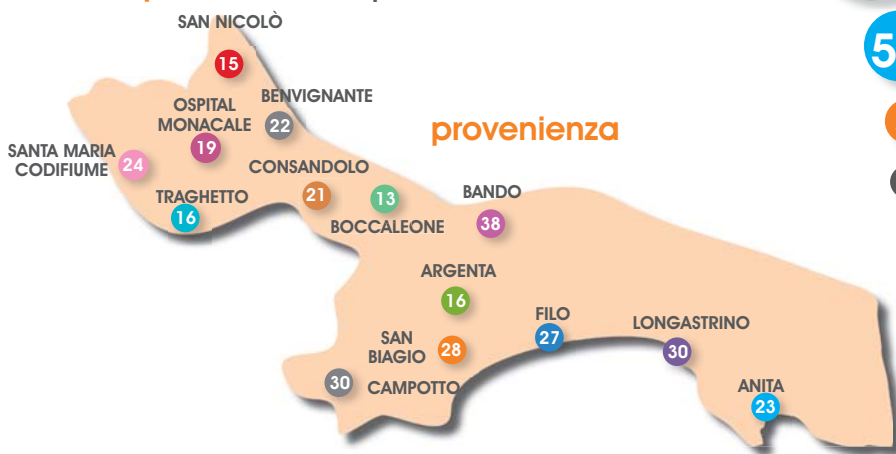 SAN NICOLÒ
15
5
BENVIGNANTE
22
OSPITAL
MONACALE
19
provenienza
SANTA MARIA
CODIFIUME
24
CONSANDOLO
21
13
BOCCALEONE
TRAGHETTO
16
BANDO
38
ARGENTA
16
FILO
27
LONGASTRINO
30
SAN
BIAGIO
28
30
CAMPOTTO
ANITA
23